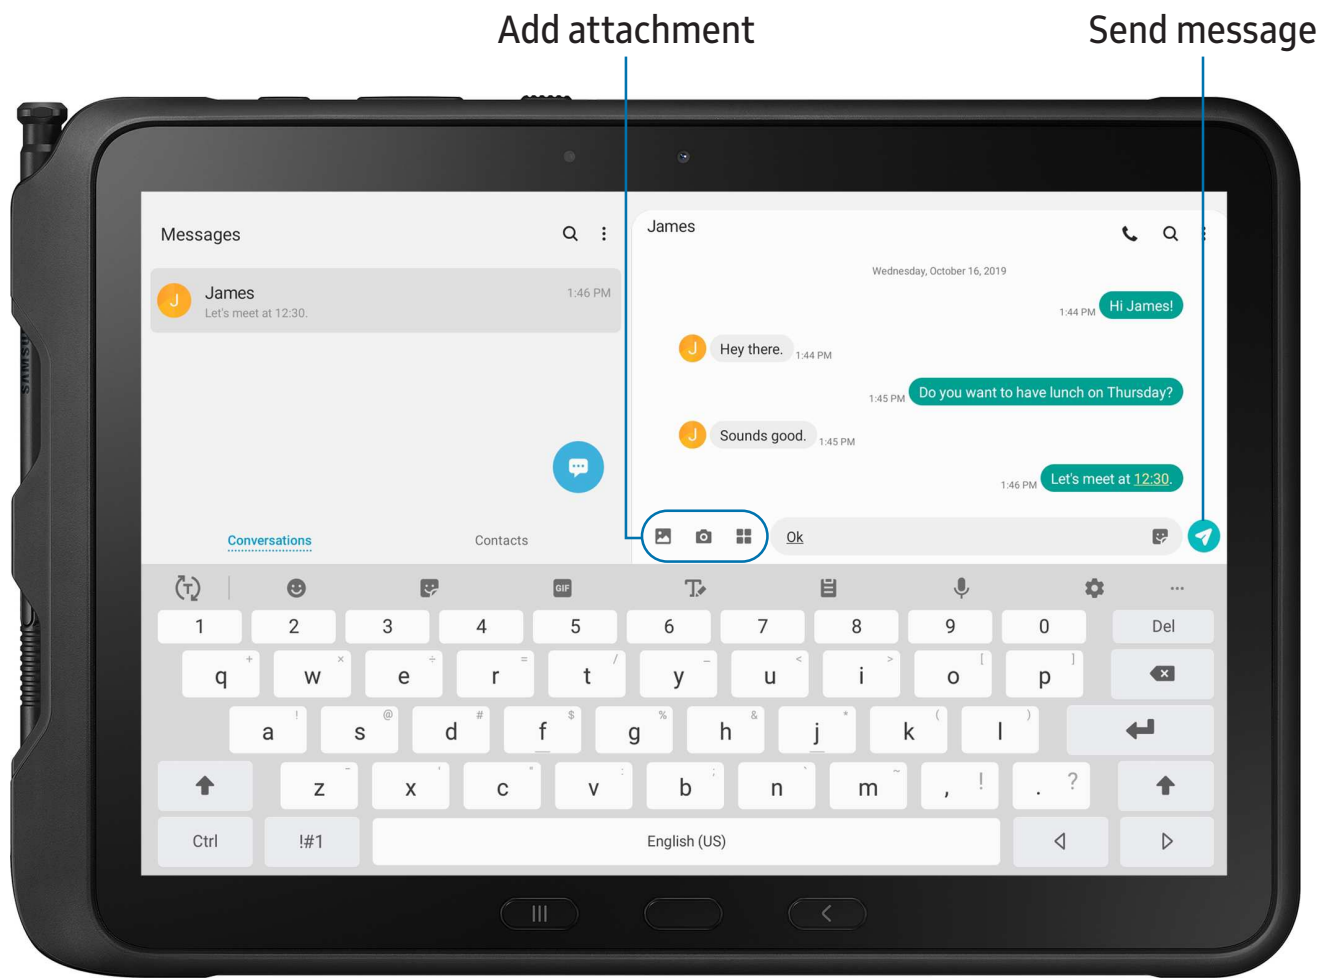 Add attachment
Send message
Messages
James
1:46 PM
Let's meet at 12:30.
Conversations
Contacts
James
Wednesday, October 16, 2019
1:44 PM
Hi James!
J
Hey there.
1:44 PM
1:45 PM
Do you want to have lunch on Thursday?
J
Sounds good.
1:45 PM
1:46 PM
Let's meet at 12:30.
J
Ok
T
GIF
T
1 2 3 4 5 6 7 8 9 0 Del
q + w × e ÷ r = t / y _ u < i > o [ p ]
a ! s @ d # f $ g % h & j * k ( l )
z - x ' c " v : b ; n ` m ~ , ! . ?
Ctrl !#1 English (US)
SAMSUNG